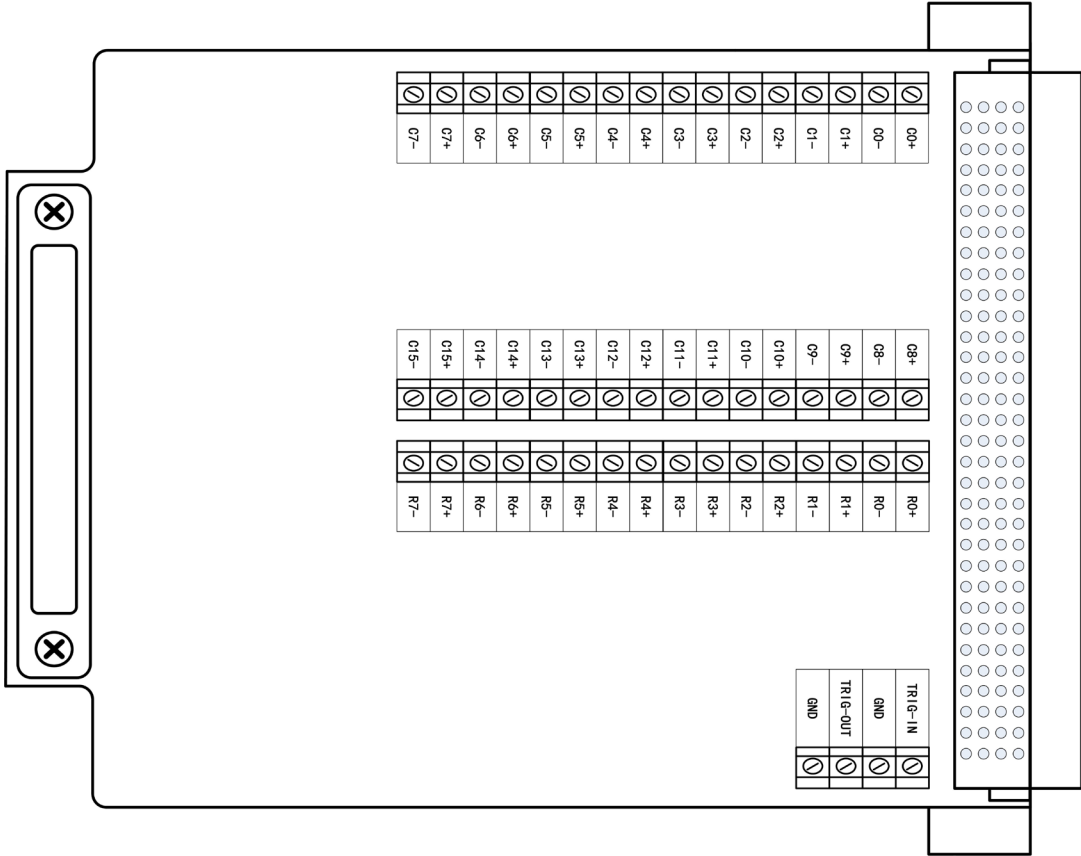 C7-
C7+
C6-
C6+
C5-
C5+
C4-
C4+
C3-
C3+
C2-
C2+
C1-
C1+
C0-
C0+
C15-
C15+
C14-
C14+
C13-
C13+
C12-
C12+
C11-
C11+
C10-
C10+
C9-
C9+
C8-
C8+
R7-
R7+
R6-
R6+
R5-
R5+
R4-
R4+
R3-
R3+
R2-
R2+
R1-
R1+
R0-
R0+
GND
TRIG-OUT
GND
TRIG-IN